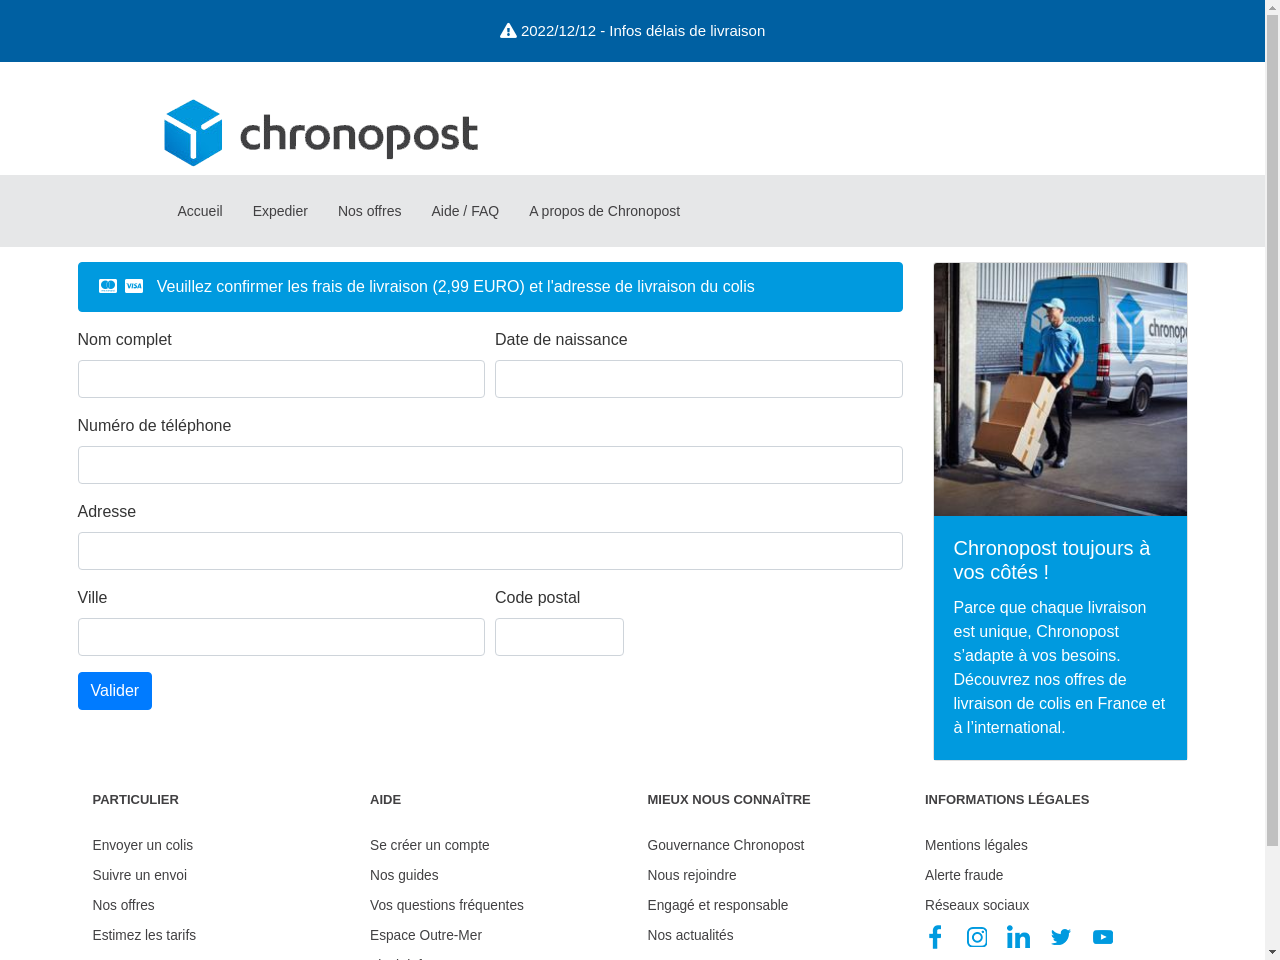 2022/12/12 - Infos délais de livraison
chronopost
Accueil Expedier Nos offres Aide / FAQ A propos de Chronopost
VISA Veuillez confirmer les frais de livraison (2,99 EURO) et l'adresse de livraison du colis
Nom complet Date de naissance
Numéro de téléphone
Adresse
Ville Code postal
Valider
Chronopost toujours à
vos côtés !
Parce que chaque livraison
est unique, Chronopost
s’adapte à vos besoins.
Découvrez nos offres de
livraison de colis en France et
à l’international.
PARTICULIER AIDE MIEUX NOUS CONNAÎTRE INFORMATIONS LÉGALES
Envoyer un colis Se créer un compte Gouvernance Chronopost Mentions légales
Suivre un envoi Nos guides Nous rejoindre Alerte fraude
Nos offres Vos questions fréquentes Engagé et responsable Réseaux sociaux
Estimez les tarifs Espace Outre-Mer Nos actualités